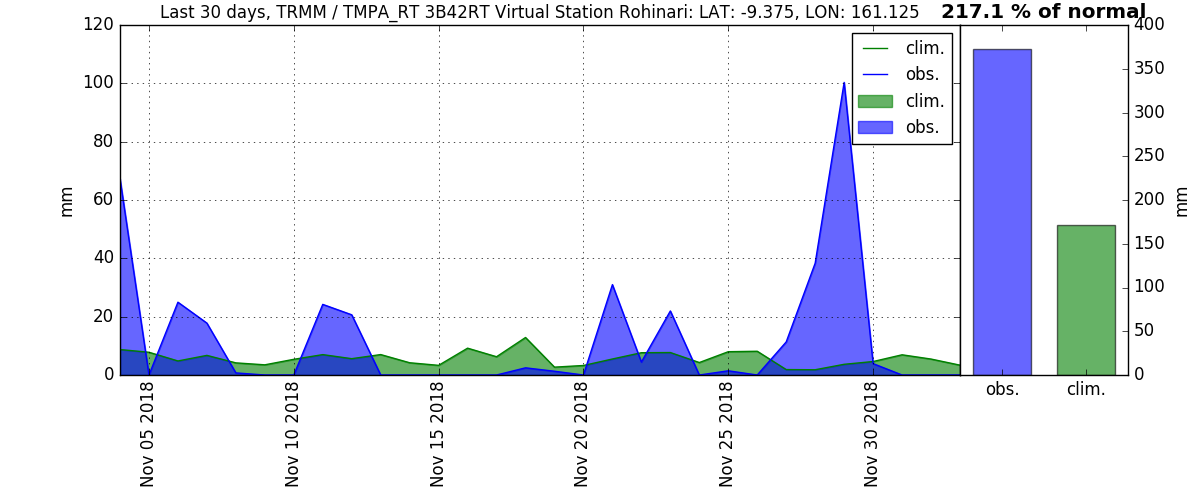 Last 30 days, TRMM / TMPA_RT 3B42RT Virtual Station Rohinari: LAT: -9.375, LON: 161.125
217.1 % of normal
120
100
80
60
40
20
0
mm
clim.
obs.
clim.
obs.
400
350
300
250
200
150
100
50
0
mm
Nov 05 2018
Nov 10 2018
Nov 15 2018
Nov 20 2018
Nov 25 2018
Nov 30 2018
obs.
clim.